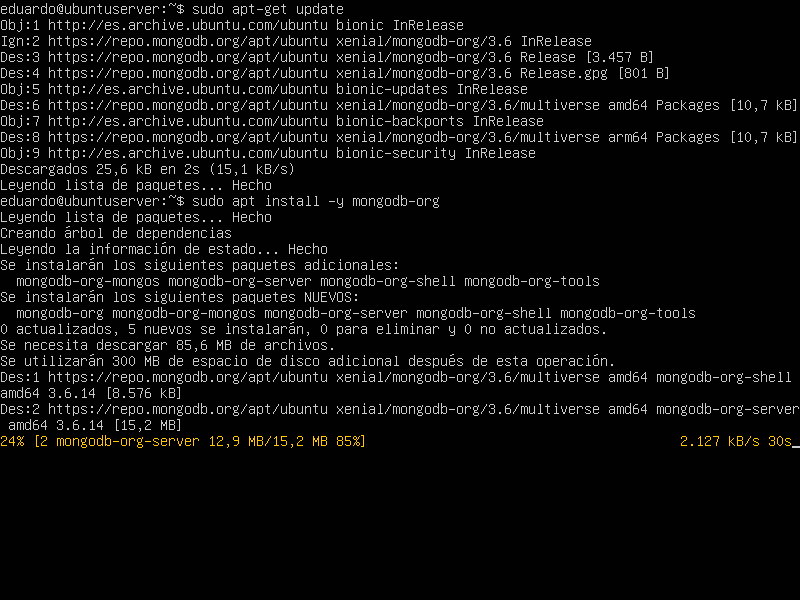 eduardo@ubuntuserver:~$ sudo apt-get update
Obj:1 http://es.archive.ubuntu.com/ubuntu bionic InRelease
Ign:2 https://repo.mongodb.org/apt/ubuntu xenial/mongodb-org/3.6 InRelease
Des:3 https://repo.mongodb.org/apt/ubuntu xenial/mongodb-org/3.6 Release [3.457 B]
Des:4 https://repo.mongodb.org/apt/ubuntu xenial/mongodb-org/3.6 Release.gpg [801 B]
Obj:5 http://es.archive.ubuntu.com/ubuntu bionic-updates InRelease
Des:6 https://repo.mongodb.org/apt/ubuntu xenial/mongodb-org/3.6/multiverse amd64 Packages [10,7 kB]
Obj:7 http://es.archive.ubuntu.com/ubuntu bionic-backports InRelease
Des:8 https://repo.mongodb.org/apt/ubuntu xenial/mongodb-org/3.6/multiverse arm64 Packages [10,7 kB]
Obj:9 http://es.archive.ubuntu.com/ubuntu bionic-security InRelease
Descargados 25,6 kB en 2s (15,1 kB/s)
Leyendo lista de paquetes... Hecho
eduardo@ubuntuserver:~$ sudo apt install -y mongodb-org
Leyendo lista de paquetes... Hecho
Creando árbol de dependencias
Leyendo la información de estado... Hecho
Se instalarán los siguientes paquetes adicionales:
  mongodb-org-mongos mongodb-org-server mongodb-org-shell mongodb-org-tools
Se instalarán los siguientes paquetes NUEVOS:
  mongodb-org mongodb-org-mongos mongodb-org-server mongodb-org-shell mongodb-org-tools
0 actualizados, 5 nuevos se instalarán, 0 para eliminar y 0 no actualizados.
Se necesita descargar 85,6 MB de archivos.
Se utilizarán 300 MB de espacio de disco adicional después de esta operación.
Des:1 https://repo.mongodb.org/apt/ubuntu xenial/mongodb-org/3.6/multiverse amd64 mongodb-org-shell
amd64 3.6.14 [8.576 kB]
Des:2 https://repo.mongodb.org/apt/ubuntu xenial/mongodb-org/3.6/multiverse amd64 mongodb-org-server
 amd64 3.6.14 [15,2 MB]
24% [2 mongodb-org-server 12,9 MB/15,2 MB 85%] 2.127 kB/s 30s_